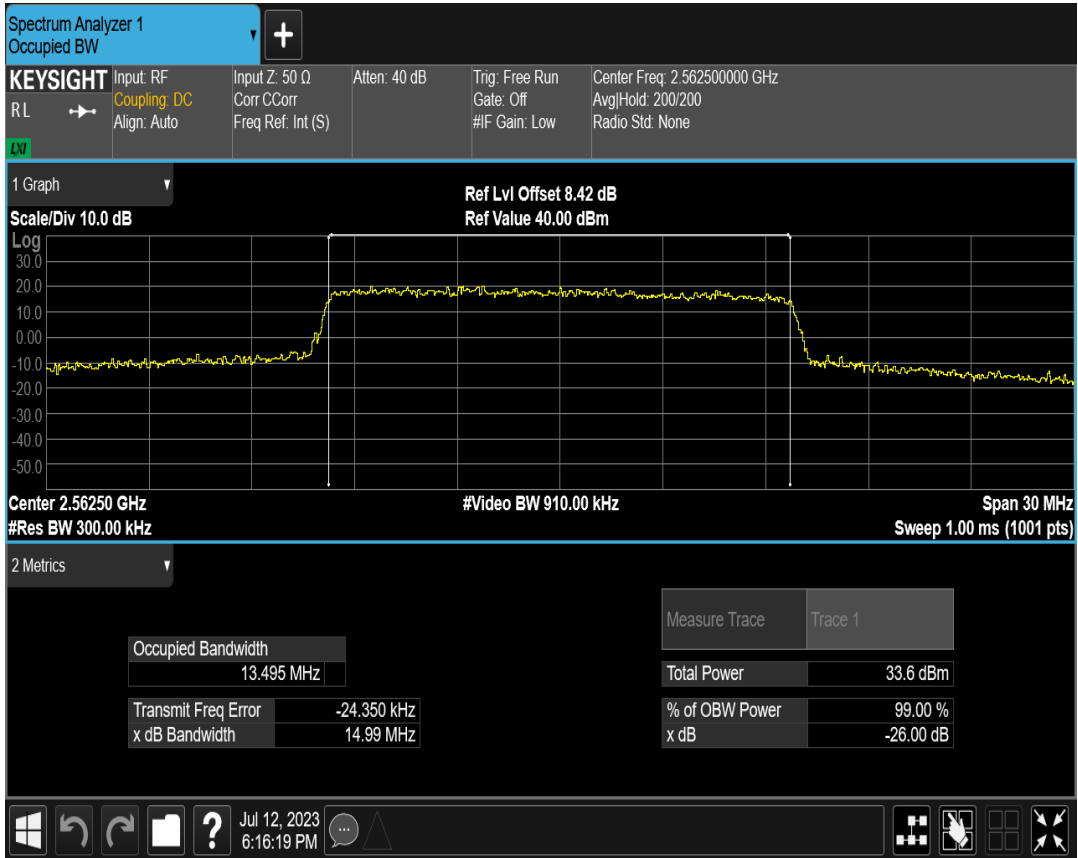 Spectrum Analyzer 1
Occupied BW
KEYSIGHT
RL
LXI
Input: RF
Coupling: DC
Align: Auto
Input Z: 50 Ω
Corr CCorr
Freq Ref: Int (S)
Atten: 40 dB
Trig: Free Run
Gate: Off
#IF Gain: Low
Center Freq: 2.562500000 GHz
Avg|Hold: 200/200
Radio Std: None
1 Graph
Scale/Div 10.0 dB
Ref Lvl Offset 8.42 dB
Ref Value 40.00 dBm
Log
30.0
20.0
10.0
0.00
-10.0
-20.0
-30.0
-40.0
-50.0
Center 2.56250 GHz
#Video BW 910.00 kHz
Span 30 MHz
#Res BW 300.00 kHz
Sweep 1.00 ms (1001 pts)
2 Metrics
Measure Trace Trace 1
Occupied Bandwidth
13.495 MHz
Total Power 33.6 dBm
Transmit Freq Error -24.350 kHz
% of OBW Power 99.00 %
x dB Bandwidth 14.99 MHz
x dB -26.00 dB
Jul 12, 2023
6:16:19 PM